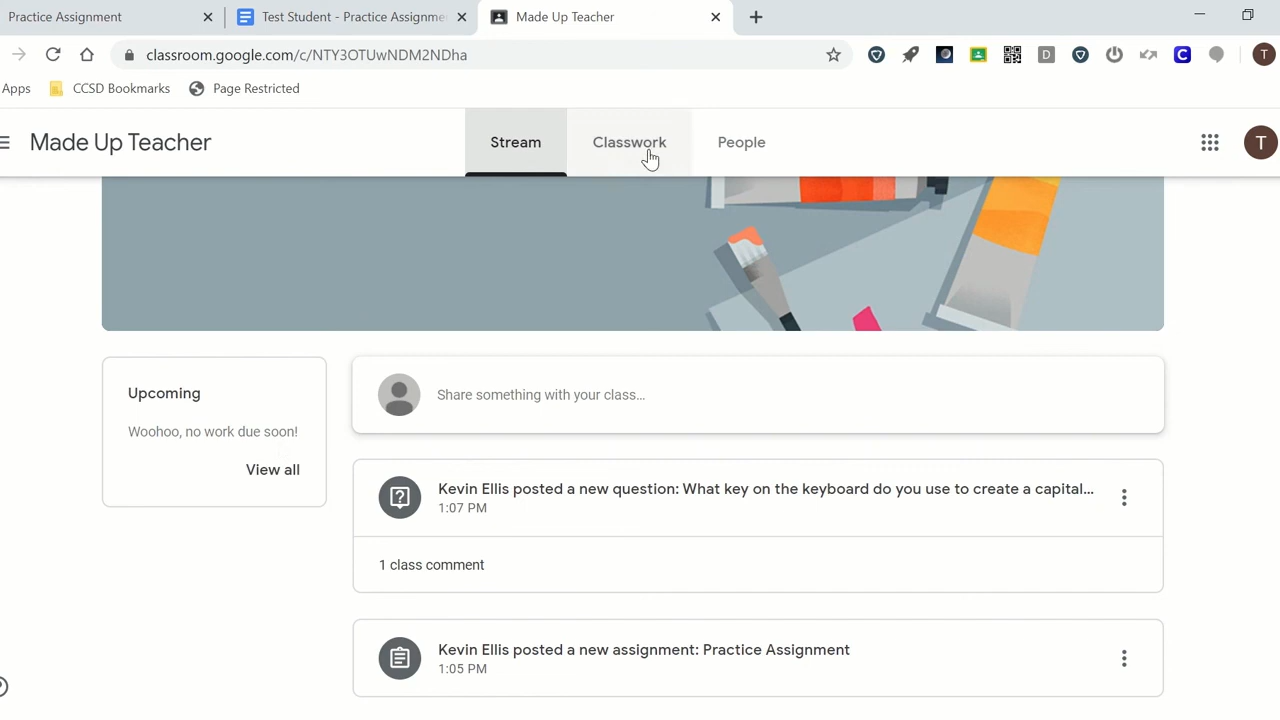 Practice Assignment
Test Student - Practice Assignme
Made Up Teacher
classroom.google.com/c/NTY3OTUwNDM2NDha
D
C
T
Apps
CCSD Bookmarks
Page Restricted
Made Up Teacher
Stream
Classwork
People
T
Upcoming
Woohoo, no work due soon!
View all
Share something with your class...
Kevin Ellis posted a new question: What key on the keyboard do you use to create a capital...
1:07 PM
1 class comment
Kevin Ellis posted a new assignment: Practice Assignment
1:05 PM